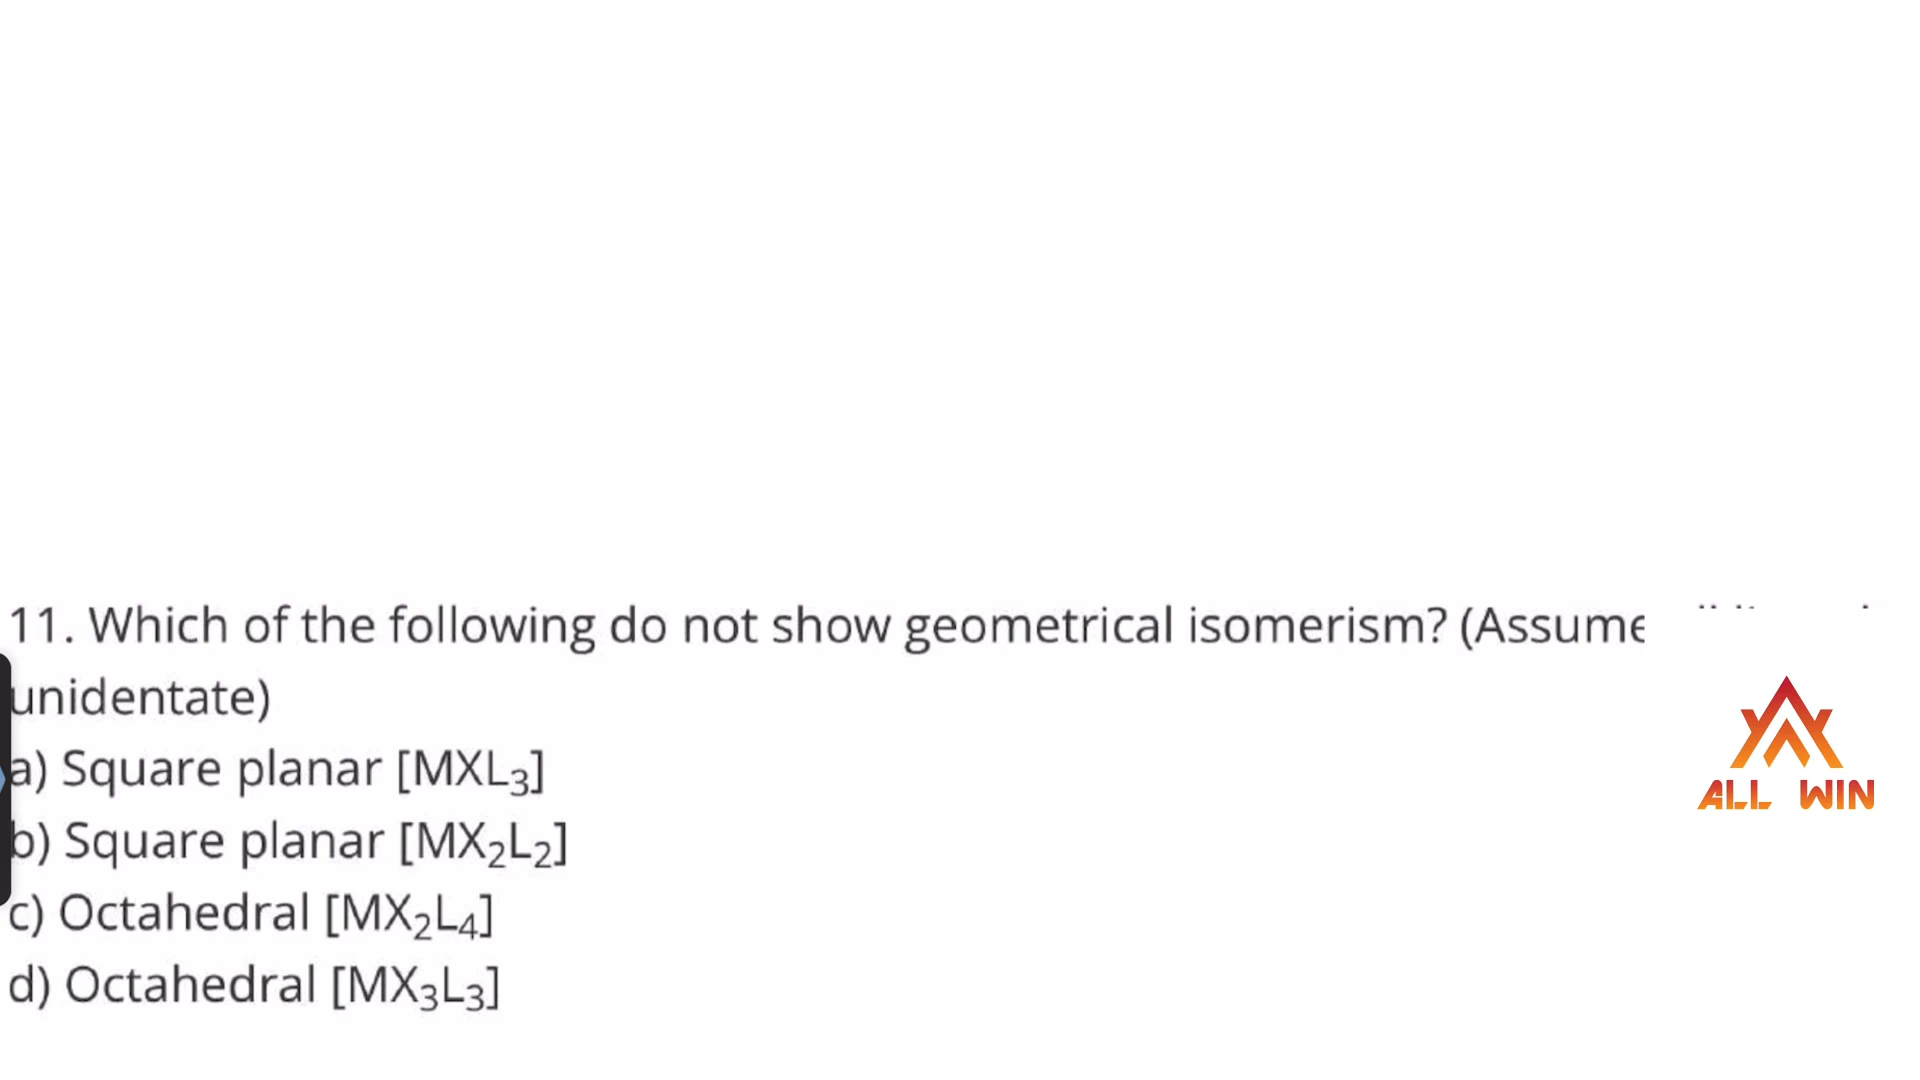 11. Which of the following do not show geometrical isomerism? (Assume
unidentate)
a) Square planar [MXL₃]
b) Square planar [MX₂L₂]
c) Octahedral [MX₂L₄]
d) Octahedral [MX₃L₃]
ALL WIN